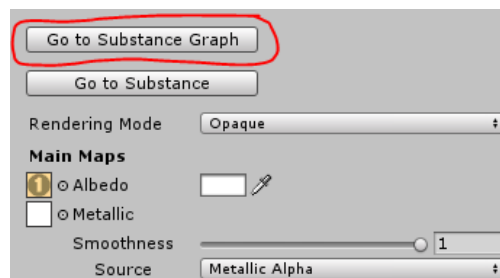 Go to Substance Graph
Go to Substance
Rendering Mode Opaque
Main Maps
1 Albedo
Metallic
Smoothness 1
Source Metallic Alpha